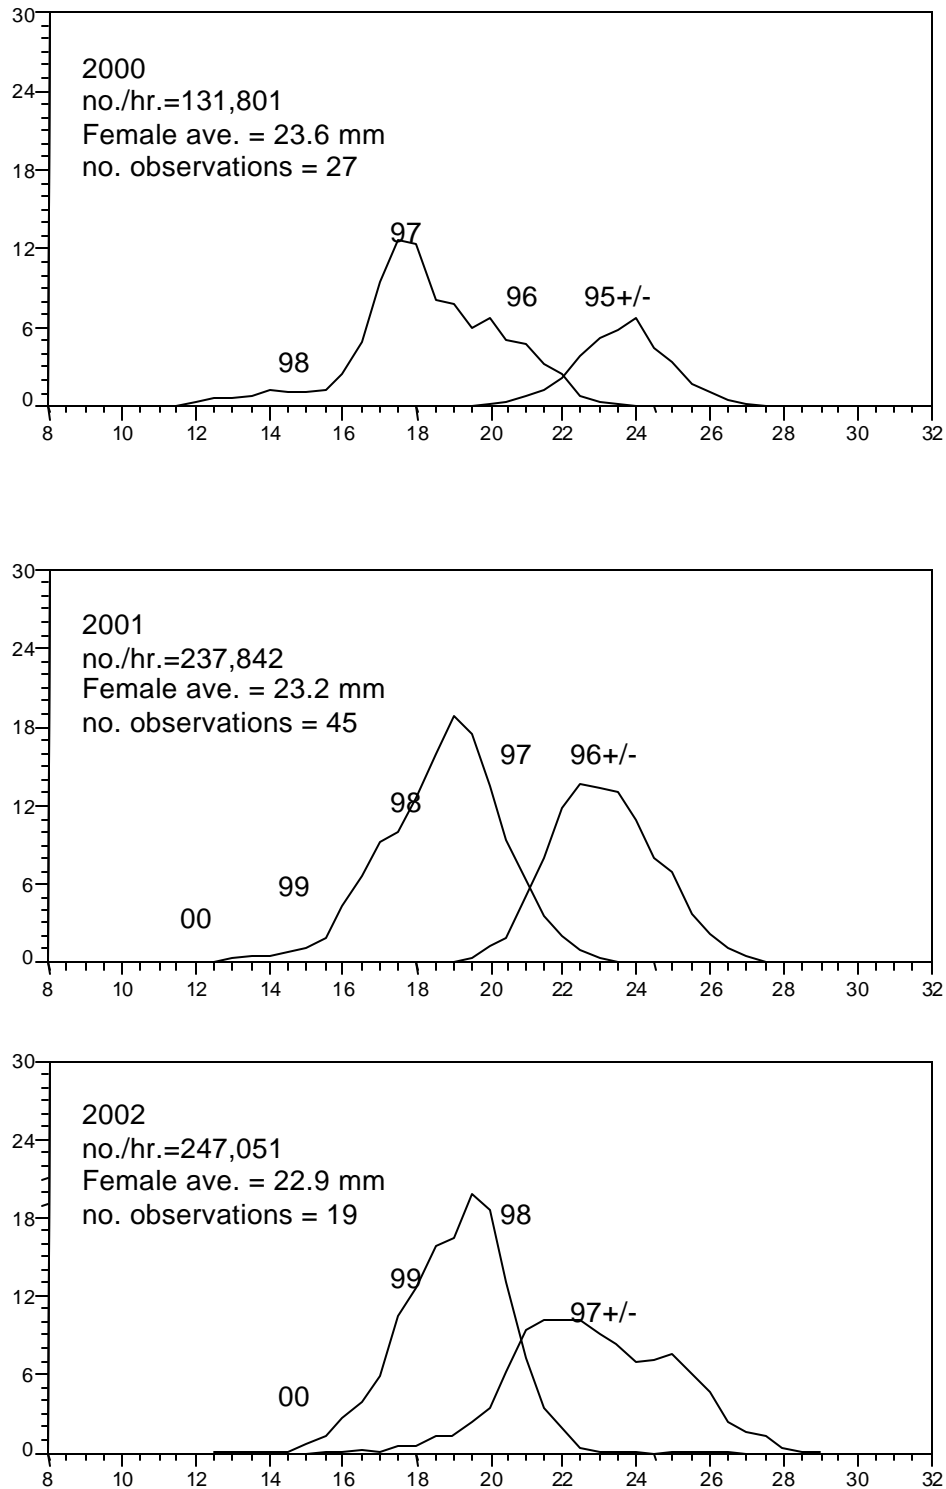 30
2000
24
no./hr.=131,801
Female ave. = 23.6 mm
18
no. observations = 27
97
12
96 95+/-
6
98
0
8 10 12 14 16 18 20 22 24 26 28 30 32
30
2001
24
no./hr.=237,842
Female ave. = 23.2 mm
18
no. observations = 45
97 96+/-
12
98
6
99
00
0
8 10 12 14 16 18 20 22 24 26 28 30 32
30
2002
24
no./hr.=247,051
Female ave. = 22.9 mm
18
no. observations = 19
98
99
12
97+/-
6
00
0
8 10 12 14 16 18 20 22 24 26 28 30 32